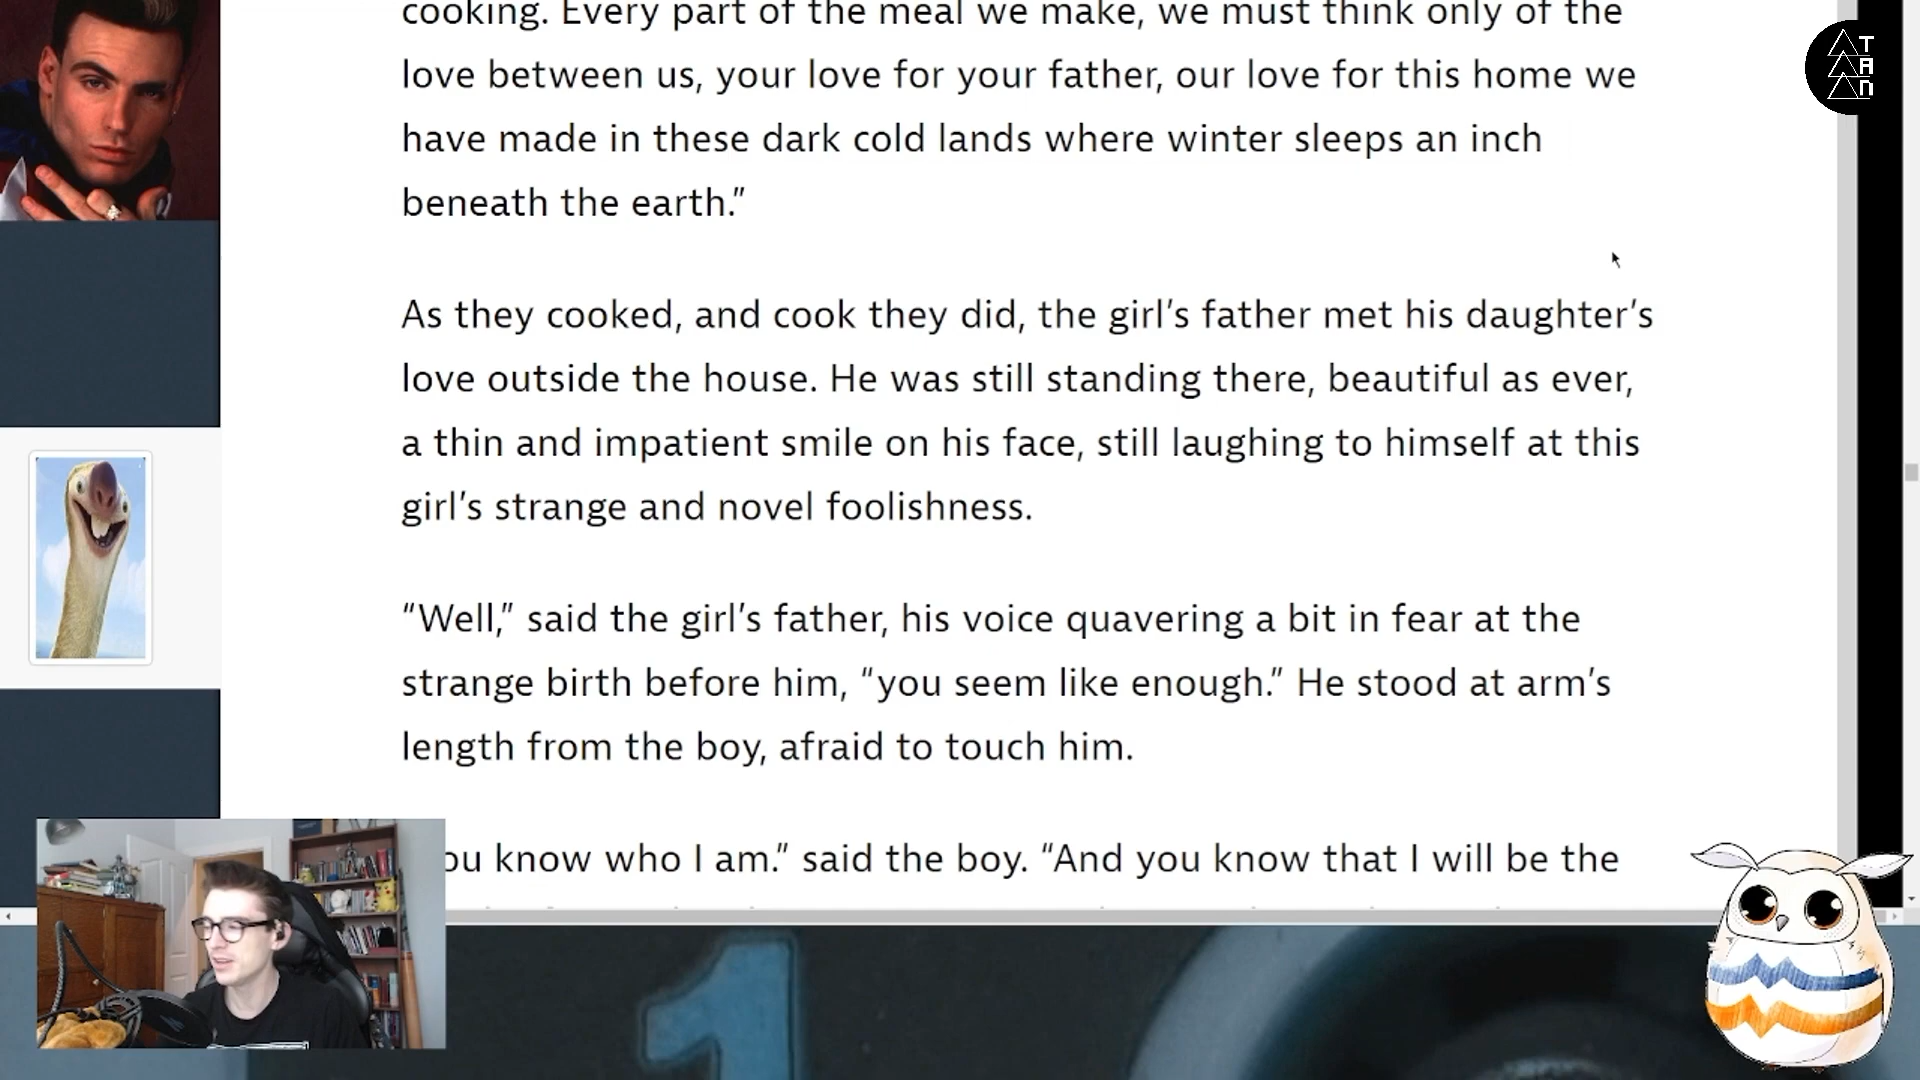 cooking. Every part of the meal we make, we must think only of the
love between us, your love for your father, our love for this home we
have made in these dark cold lands where winter sleeps an inch
beneath the earth.”
As they cooked, and cook they did, the girl’s father met his daughter’s
love outside the house. He was still standing there, beautiful as ever,
a thin and impatient smile on his face, still laughing to himself at this
girl’s strange and novel foolishness.
“Well,” said the girl’s father, his voice quavering a bit in fear at the
strange birth before him, “you seem like enough.” He stood at arm’s
length from the boy, afraid to touch him.
ou know who I am.” said the boy. “And you know that I will be the
1
TAN